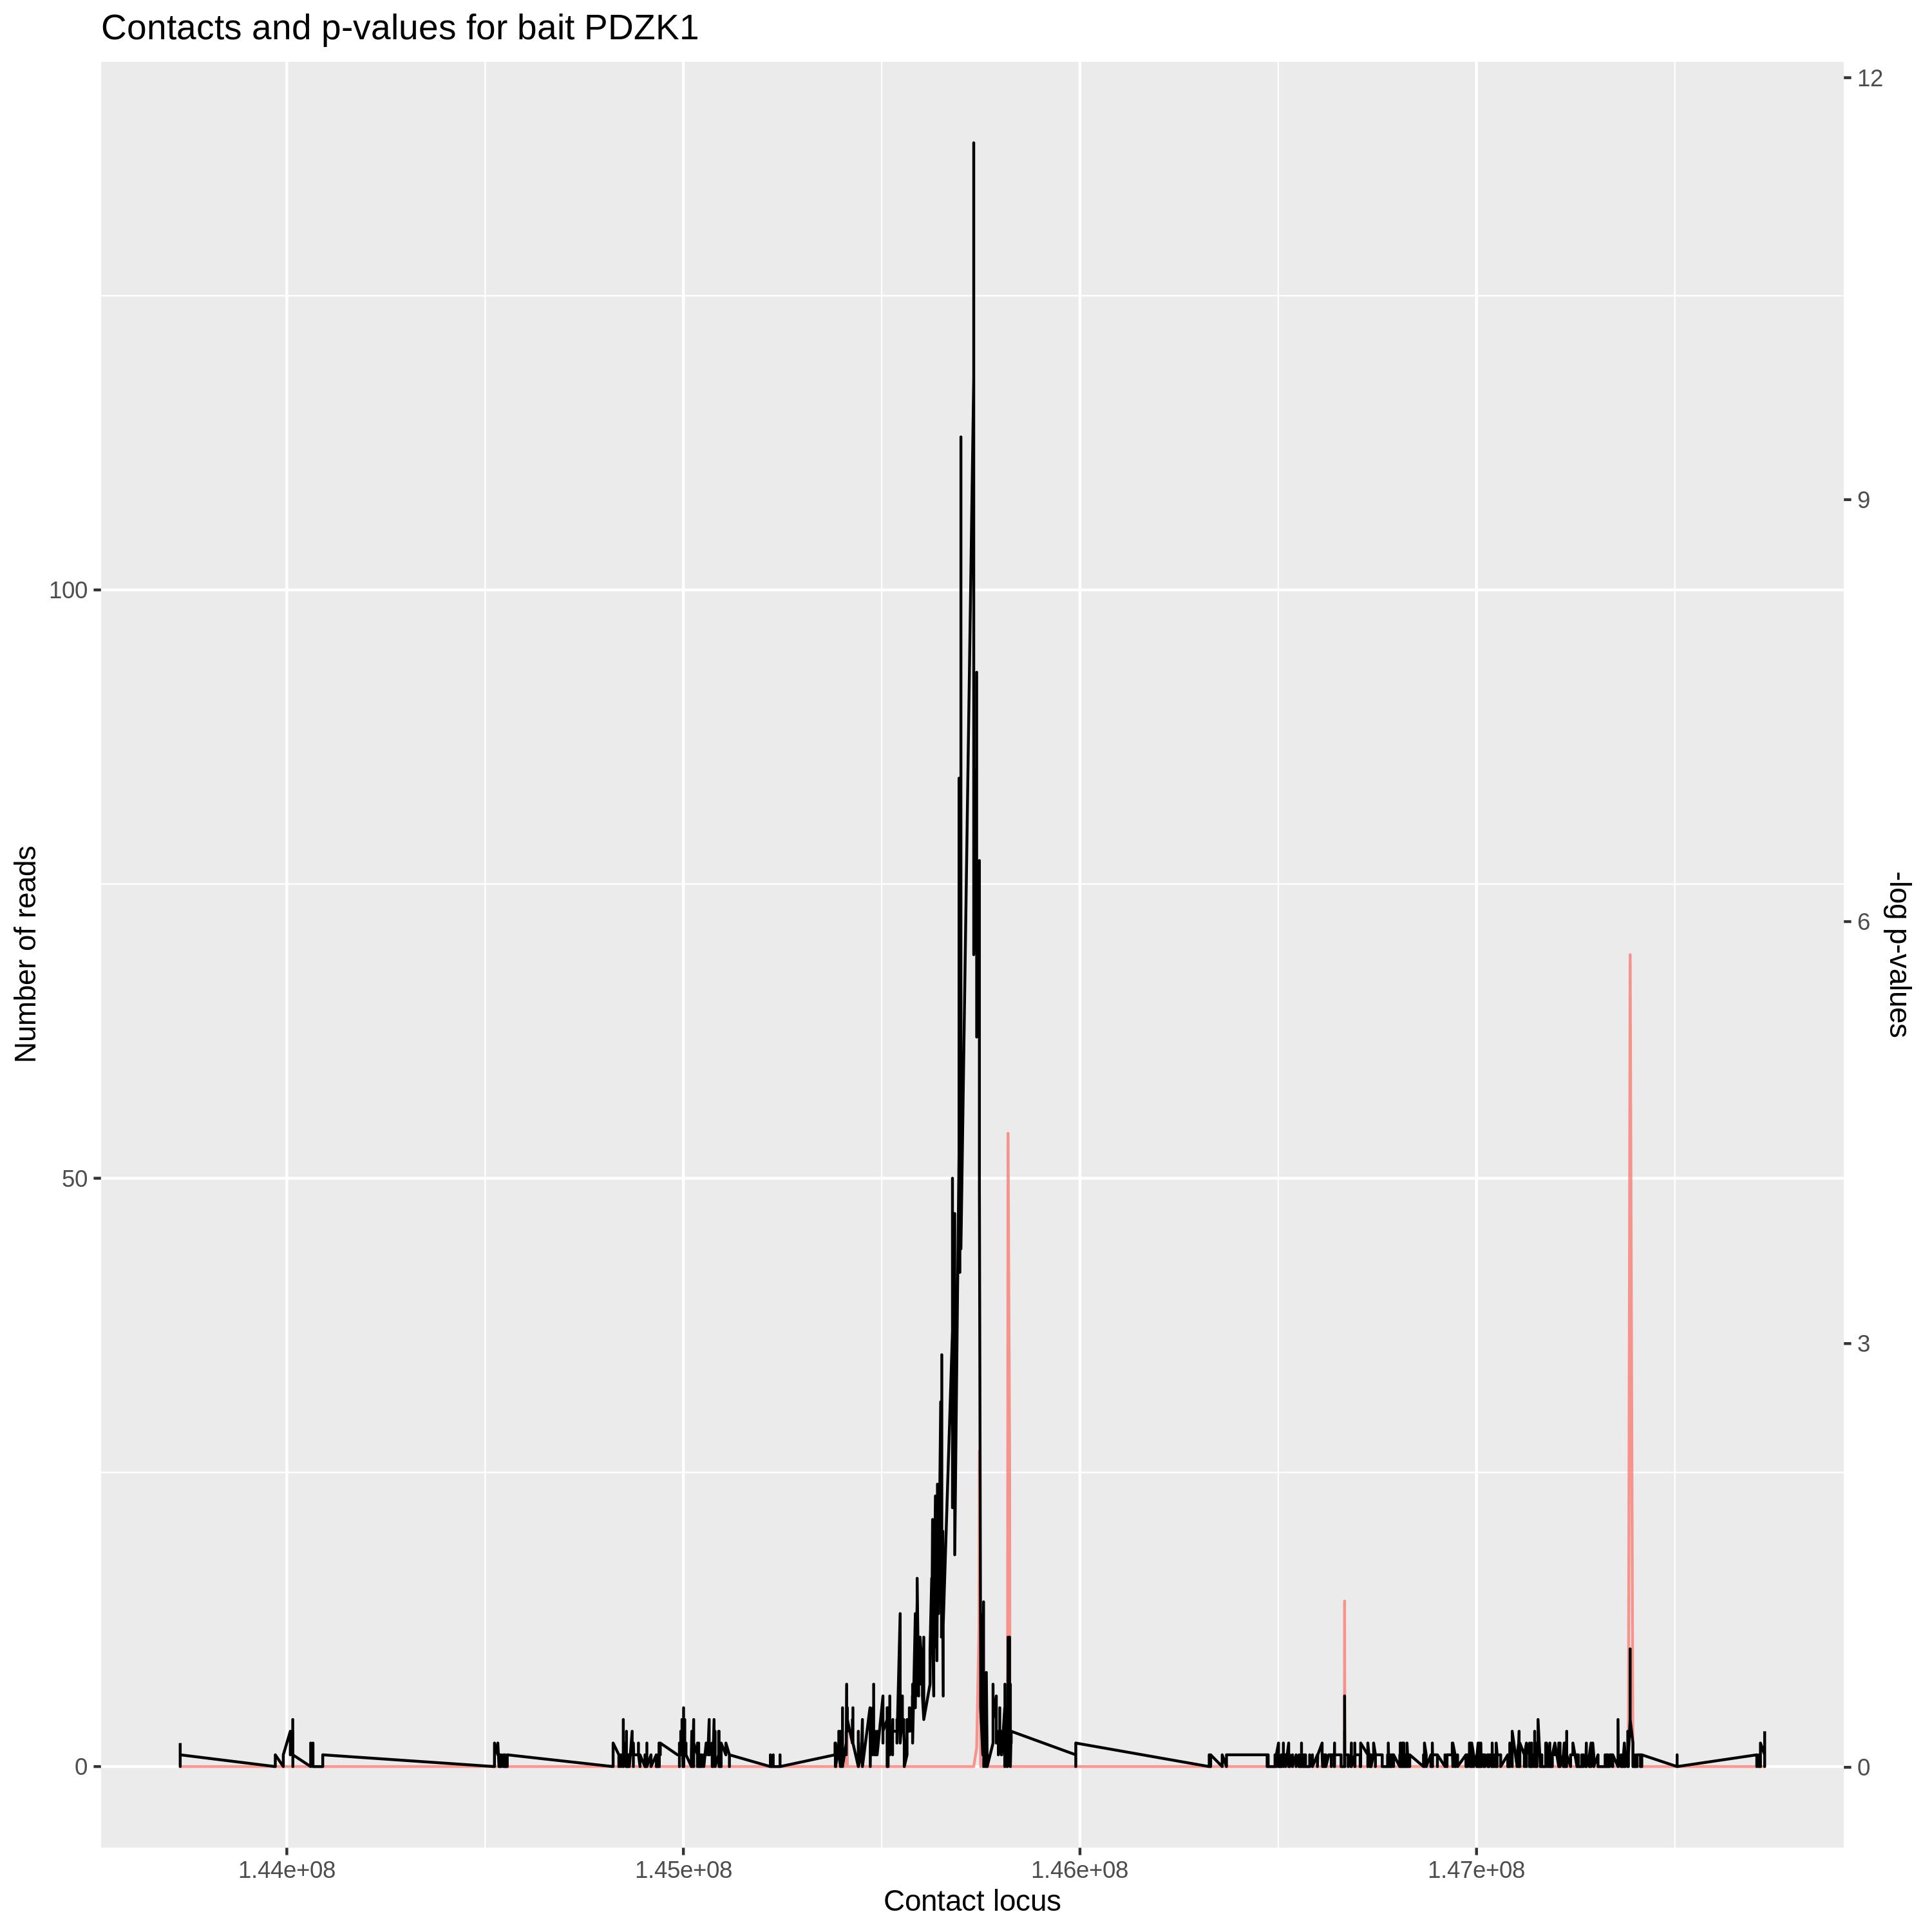 Contacts and p-values for bait PDZK1
12
9
100
6
Number of reads
-log p-values
50
3
0
0
1.44e+08
1.45e+08
1.46e+08
1.47e+08
Contact locus